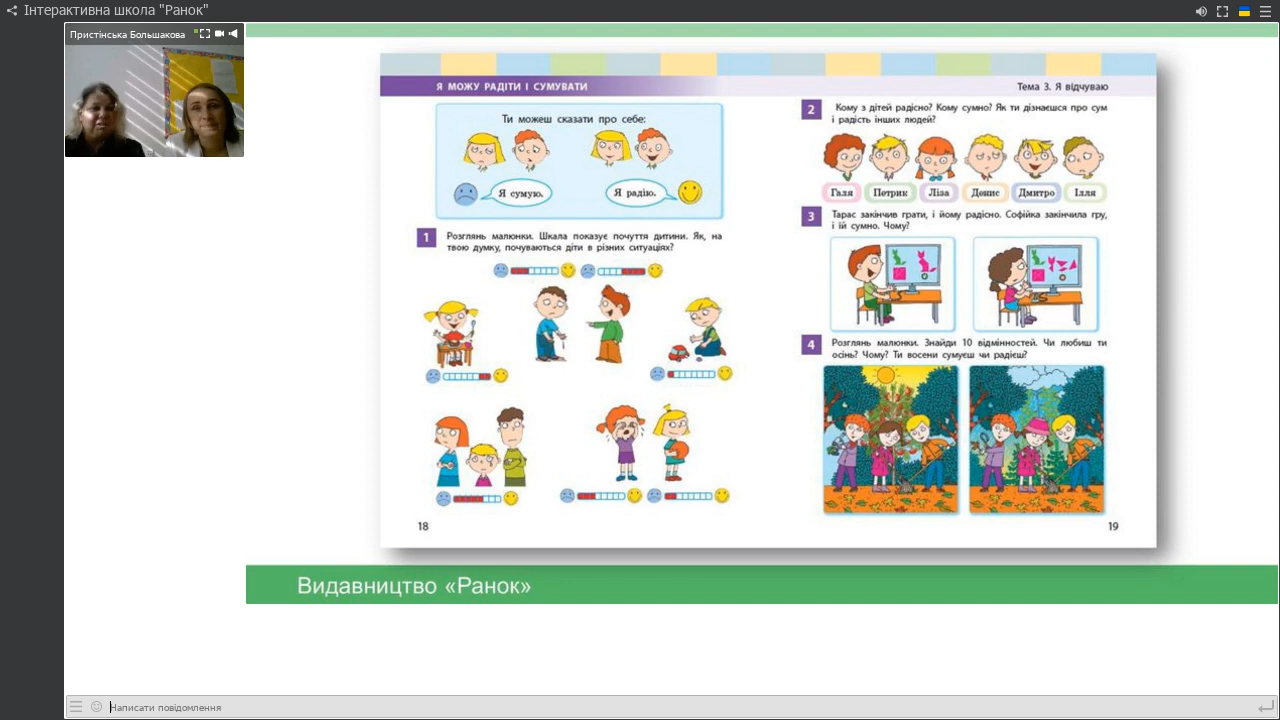 Інтерактивна школа "Ранок"
Пристінська Большакова
Я МОЖУ РАДІТИ І СУМУВАТИ
Ти можеш сказати про себе:
Я сумую.
Я радію.
1
Розглянь малюнки. Шкала показує почуття дитини. Як, на
твою думку, почуваються діти в різних ситуаціях?
18
Тема 3. Я відчуваю
2
Кому з дітей радісно? Кому сумно? Як ти дізнаєшся про сум
і радість інших людей?
Галя
Петрик
Ліза
Денис
Дмитро
Ілля
3
Тарас закінчив грати, і йому радісно. Софійка закінчила гру,
і їй сумно. Чому?
4
Розглянь малюнки. Знайди 10 відмінностей. Чи любиш ти
осінь? Чому? Ти восени сумуєш чи радієш?
19
Видавництво «Ранок»
Написати повідомлення